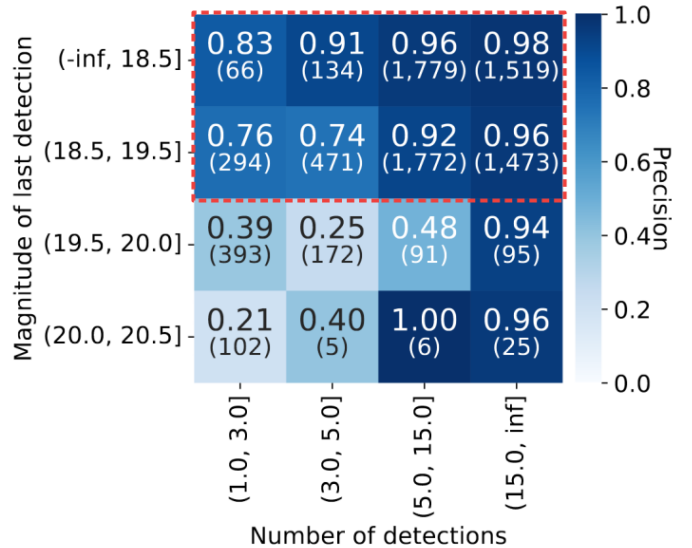 0.83 0.91 0.96 0.98 1.0
(-inf, 18.5]
(66) (134) (1,779) (1,519)
0.8
0.76 0.74 0.92 0.96
(18.5, 19.5]
(294) (471) (1,772) (1,473)
0.6
0.39 0.25 0.48 0.94
(19.5, 20.0]
(393) (172) (91) (95)
0.4
0.21 0.40 1.00 0.96
(20.0, 20.5]
(102) (5) (6) (25)
0.2
0.0
Magnitude of last detection
Precision
(1.0, 3.0]
(3.0, 5.0]
(5.0, 15.0]
(15.0, inf]
Number of detections